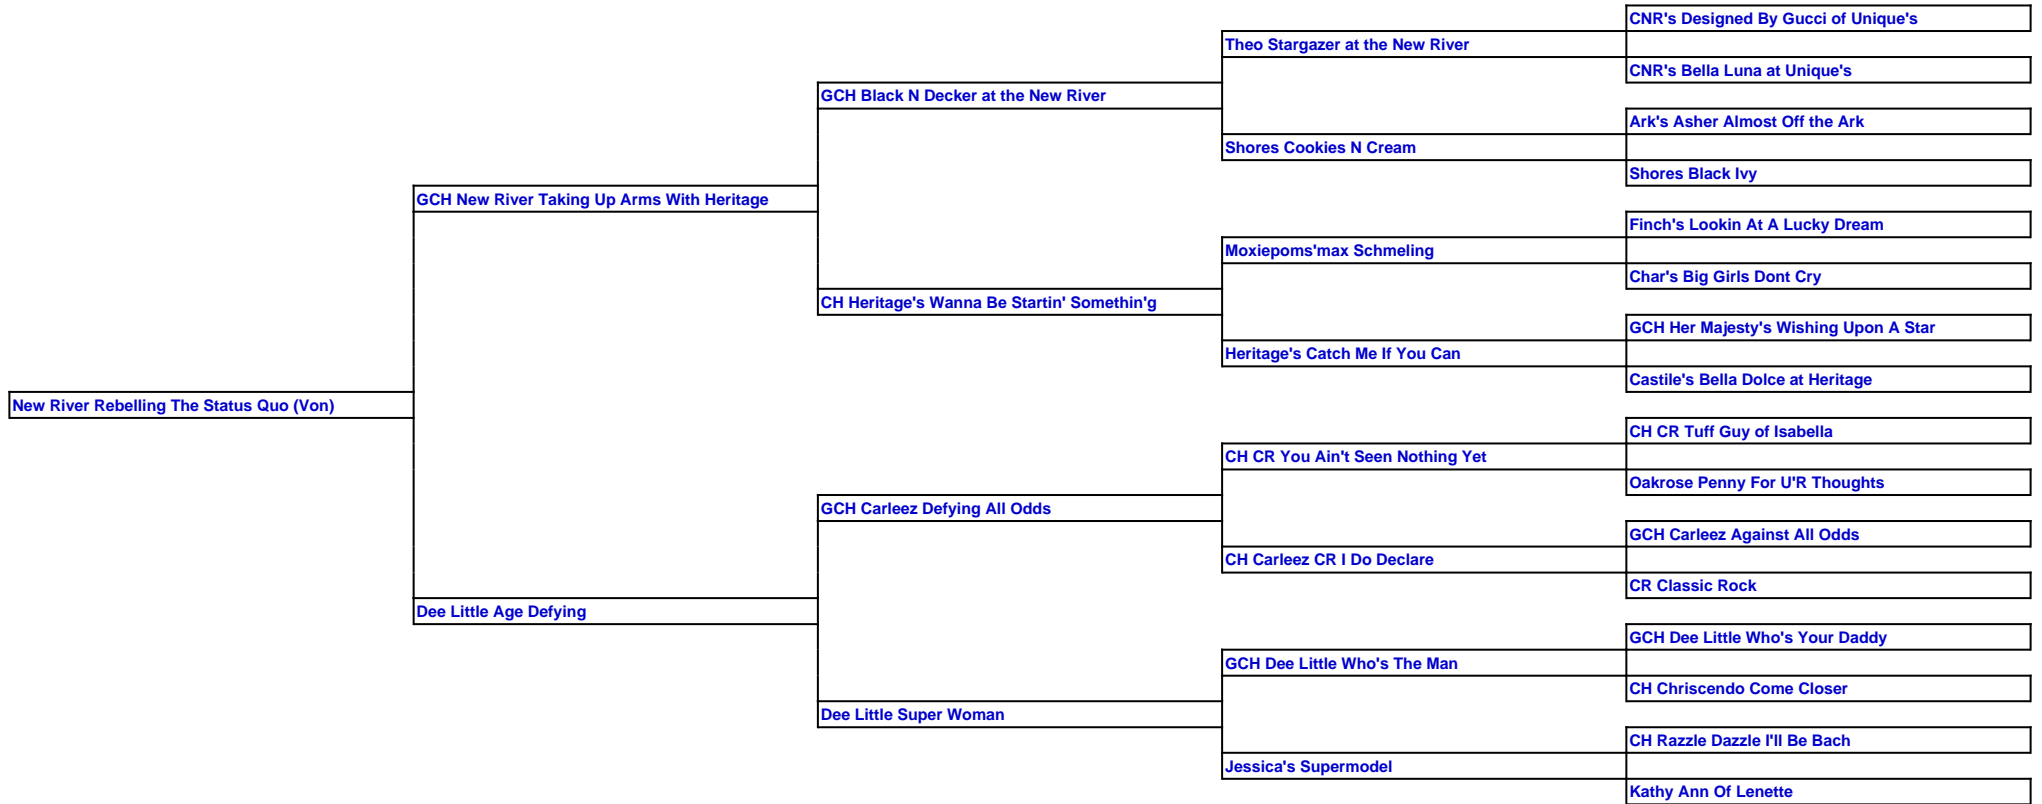 CNR's Designed By Gucci of Unique's
Theo Stargazer at the New River
CNR's Bella Luna at Unique's
GCH Black N Decker at the New River
Ark's Asher Almost Off the Ark
Shores Cookies N Cream
Shores Black Ivy
GCH New River Taking Up Arms With Heritage
Finch's Lookin At A Lucky Dream
Moxiepoms'max Schmeling
Char's Big Girls Dont Cry
CH Heritage's Wanna Be Startin' Somethin'g
GCH Her Majesty's Wishing Upon A Star
Heritage's Catch Me If You Can
Castile's Bella Dolce at Heritage
New River Rebelling The Status Quo (Von)
CH CR Tuff Guy of Isabella
CH CR You Ain't Seen Nothing Yet
Oakrose Penny For U'R Thoughts
GCH Carleez Defying All Odds
GCH Carleez Against All Odds
CH Carleez CR I Do Declare
CR Classic Rock
Dee Little Age Defying
GCH Dee Little Who's Your Daddy
GCH Dee Little Who's The Man
CH Chriscendo Come Closer
Dee Little Super Woman
CH Razzle Dazzle I'll Be Bach
Jessica's Supermodel
Kathy Ann Of Lenette